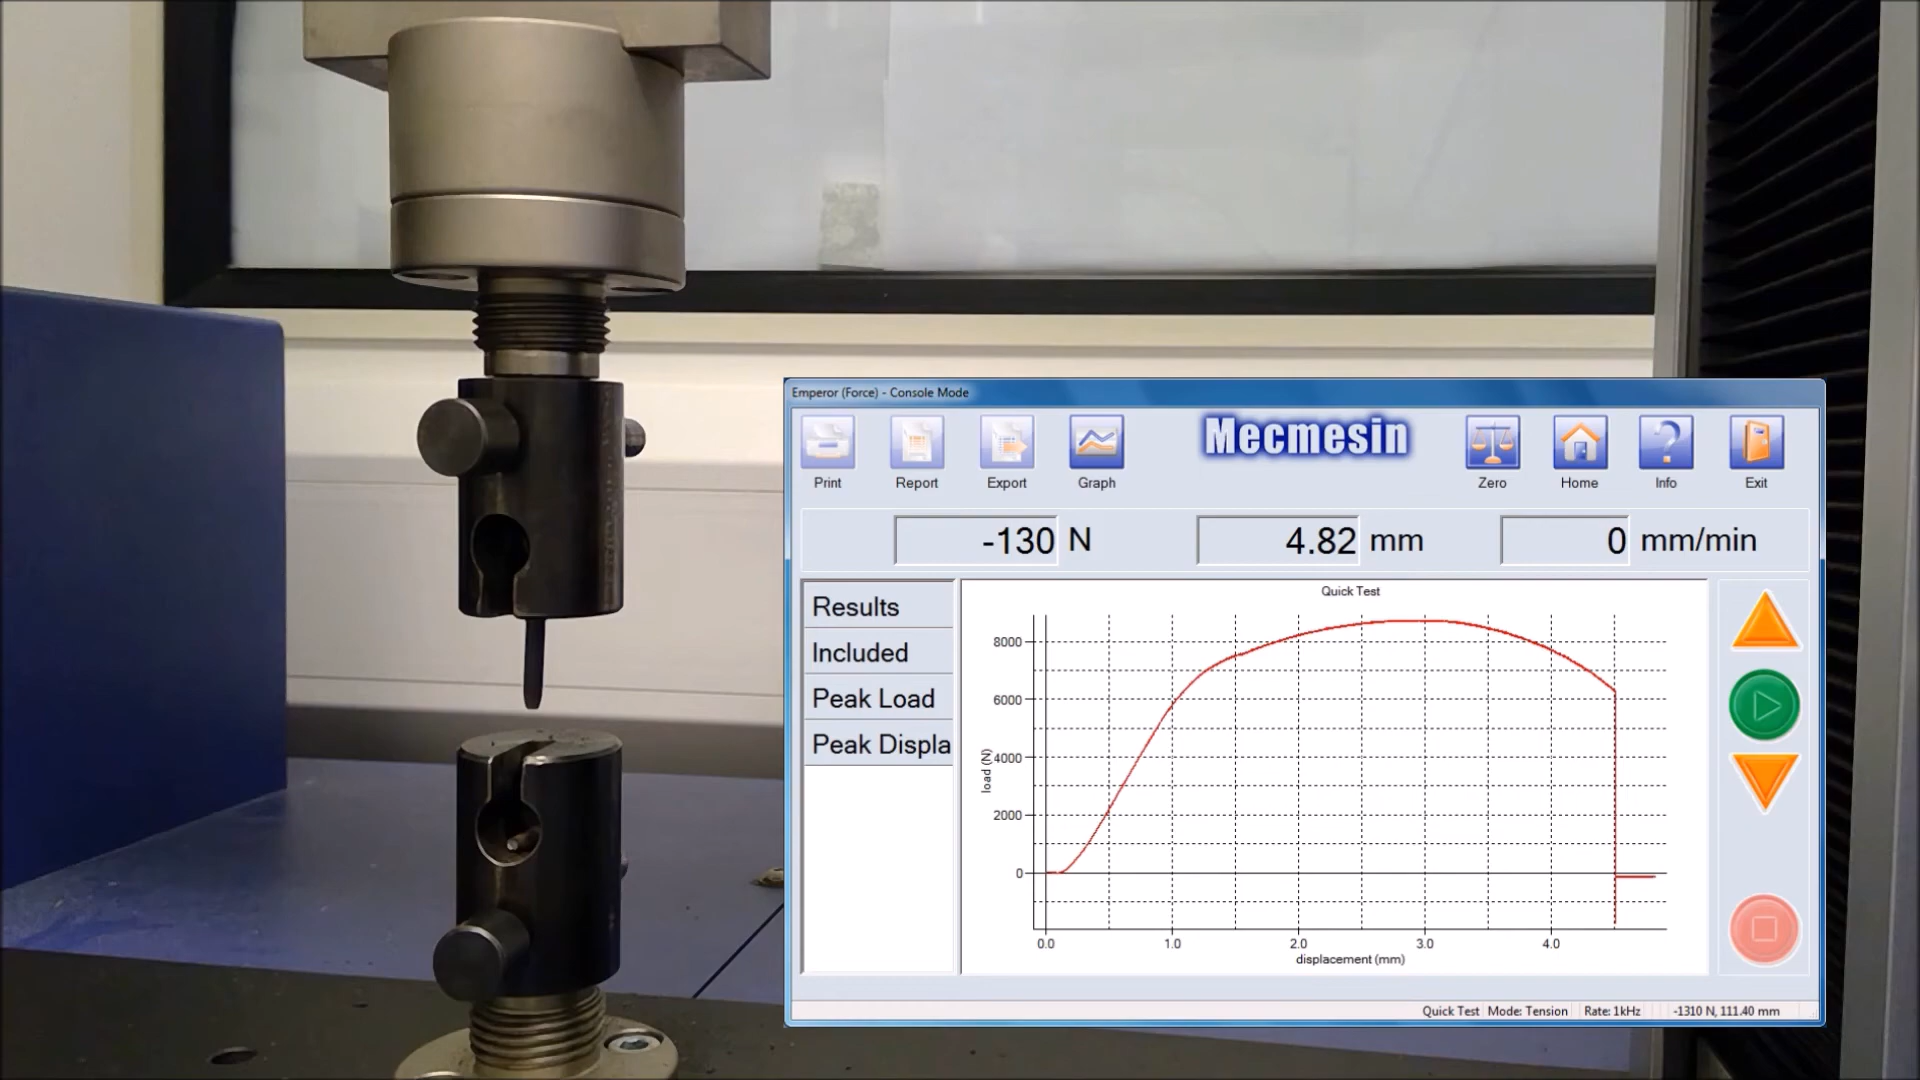 Emperor (Force) - Console Mode
Mecmesin
Print Report Export Graph Zero Home Info Exit
-130 N 4.82 mm 0 mm/min
Results
Included
Peak Load
Peak Displa
Quick Test
8000
6000
4000
2000
0
load (N)
0.0 1.0 2.0 3.0 4.0
displacement (mm)
Quick Test Mode: Tension Rate: 1kHz -1310 N, 111.40 mm